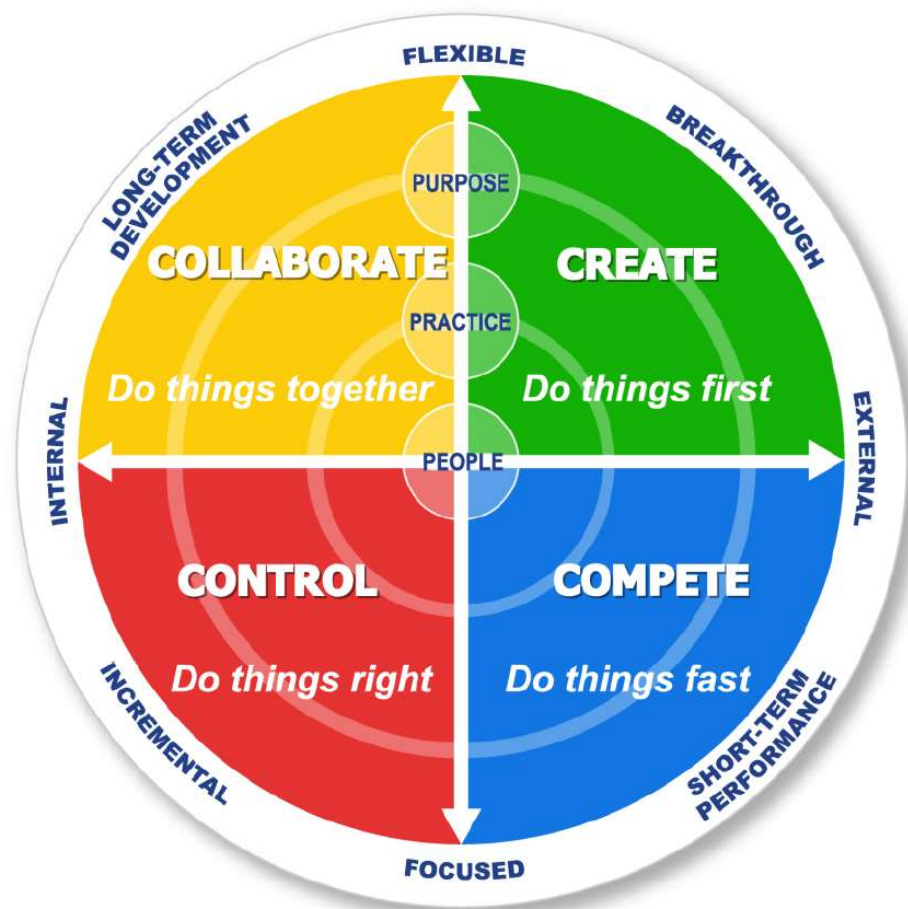 FLEXIBLE
LONG-TERM
DEVELOPMENT
BREAKTHROUGH
PURPOSE
COLLABORATE
CREATE
PRACTICE
Do things together
Do things first
INTERNAL
EXTERNAL
PEOPLE
CONTROL
COMPETE
Do things right
Do things fast
INCREMENTAL
SHORT-TERM
PERFORMANCE
FOCUSED